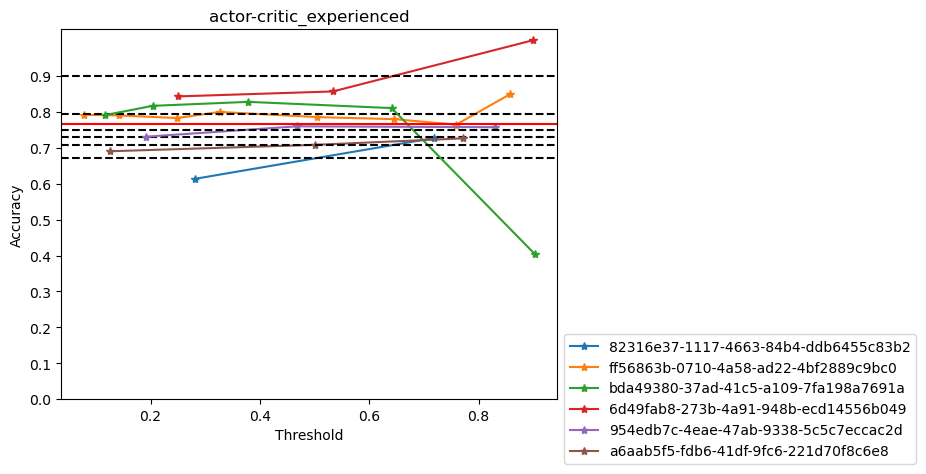 actor-critic_experienced
Accuracy
0.9
0.8
0.7
0.6
0.5
0.4
0.3
0.2
0.1
0.0
0.2
0.4
0.6
0.8
Threshold
82316e37-1117-4663-84b4-ddb6455c83b2
ff56863b-0710-4a58-ad22-4bf2889c9bc0
bda49380-37ad-41c5-a109-7fa198a7691a
6d49fab8-273b-4a91-948b-ecd14556b049
954edb7c-4eae-47ab-9338-5c5c7eccac2d
a6aab5f5-fdb6-41df-9fc6-221d70f8c6e8